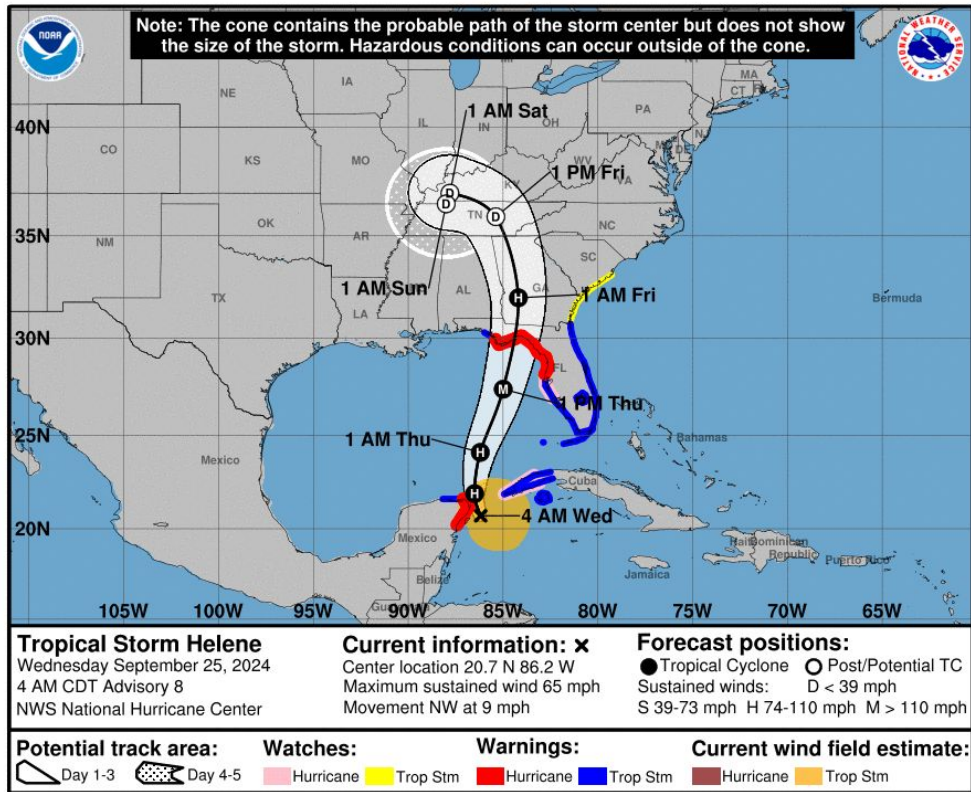 Note: The cone contains the probable path of the storm center but does not show
the size of the storm. Hazardous conditions can occur outside of the cone.
NOAA
NATIONAL WEATHER SERVICE
NE
IA
IL
IN
OH
PA
MA
CT
NJ
MD
DE
CO
KS
MO
KY
WV
VA
NM
OK
AR
TN
NC
SC
TX
LA
AL
GA
FL
40N
35N
30N
25N
20N
1 AM Sat
1 PM Fri
1 AM Sun
1 AM Fri
1 PM Thu
1 AM Thu
4 AM Wed
D
D
D
H
M
H
H
Bermuda
Bahamas
Mexico
Cuba
Mexico
Belize
Jamaica
Haiti
Dominican
Republic
Puerto Rico
105W 100W 95W 90W 85W 80W 75W 70W 65W
Tropical Storm Helene
Wednesday September 25, 2024
4 AM CDT Advisory 8
NWS National Hurricane Center
Current information: x
Center location 20.7 N 86.2 W
Maximum sustained wind 65 mph
Movement NW at 9 mph
Forecast positions:
Tropical Cyclone Post/Potential TC
Sustained winds: D < 39 mph
S 39-73 mph H 74-110 mph M > 110 mph
Potential track area:
Day 1-3 Day 4-5
Watches:
Hurricane Trop Stm
Warnings:
Hurricane Trop Stm
Current wind field estimate:
Hurricane Trop Stm